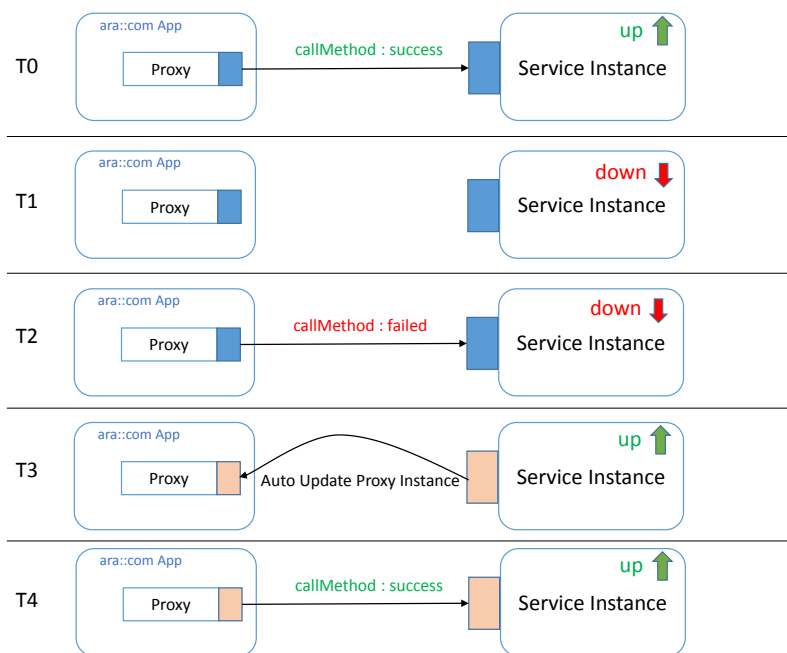 ara::com App
up
T0
Proxy
callMethod : success
Service Instance
ara::com App
down
T1
Proxy
Service Instance
ara::com App
down
T2
Proxy
callMethod : failed
Service Instance
ara::com App
up
T3
Proxy
Auto Update Proxy Instance
Service Instance
ara::com App
up
T4
Proxy
callMethod : success
Service Instance